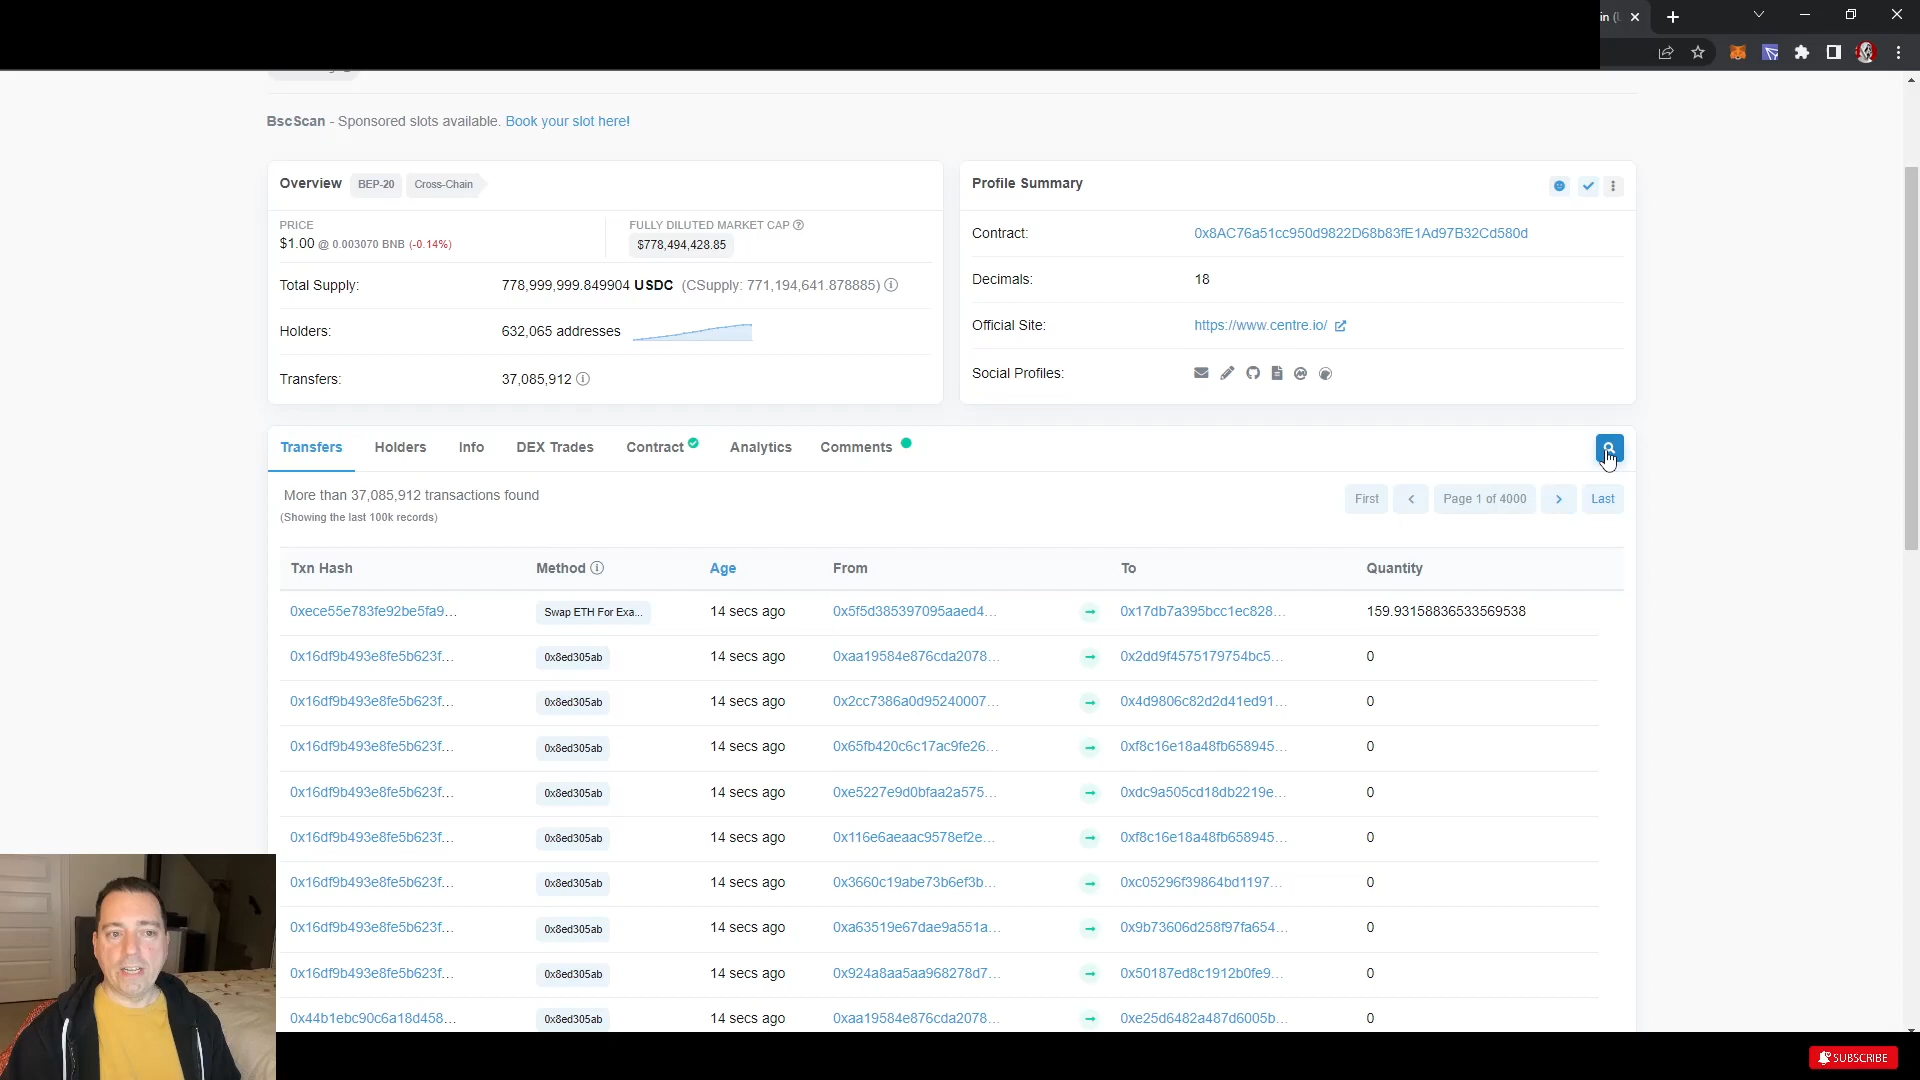 in (
BscScan - Sponsored slots available. Book your slot here!
Overview BEP-20 Cross-Chain
PRICE
$1.00 @ 0.003070 BNB (-0.14%)
FULLY DILUTED MARKET CAP
$778,494,428.85
Total Supply: 778,999,999.849904 USDC (CSupply: 771,194,641.878885)
Holders: 632,065 addresses
Transfers: 37,085,912
Profile Summary
Contract: 0x8AC76a51cc950d9822D68b83fE1Ad97B32Cd580d
Decimals: 18
Official Site: https://www.centre.io/
Social Profiles:
Transfers Holders Info DEX Trades Contract Analytics Comments
More than 37,085,912 transactions found
(Showing the last 100k records)
First < Page 1 of 4000 > Last
Txn Hash Method Age From To Quantity
0xece55e783fe92be5fa9... Swap ETH For Exa... 14 secs ago 0x5f5d385397095aaed4... 0x17db7a395bcc1ec828... 159.93158836533569538
0x16df9b493e8fe5b623f... 0x8ed305ab 14 secs ago 0xaa19584e876cda2078... 0x2dd9f4575179754bc5... 0
0x16df9b493e8fe5b623f... 0x8ed305ab 14 secs ago 0x2cc7386a0d95240007... 0x4d9806c82d2d41ed91... 0
0x16df9b493e8fe5b623f... 0x8ed305ab 14 secs ago 0x65fb420c6c17ac9fe26... 0xf8c16e18a48fb658945... 0
0x16df9b493e8fe5b623f... 0x8ed305ab 14 secs ago 0xe5227e9d0bfaa2a575... 0xdc9a505cd18db2219e... 0
0x16df9b493e8fe5b623f... 0x8ed305ab 14 secs ago 0x116e6aeaac9578ef2e... 0xf8c16e18a48fb658945... 0
0x16df9b493e8fe5b623f... 0x8ed305ab 14 secs ago 0x3660c19abe73b6ef3b... 0xc05296f39864bd1197... 0
0x16df9b493e8fe5b623f... 0x8ed305ab 14 secs ago 0xa63519e67dae9a551a... 0x9b73606d258f97fa654... 0
0x16df9b493e8fe5b623f... 0x8ed305ab 14 secs ago 0x924a8aa5aa968278d7... 0x50187ed8c1912b0fe9... 0
0x44b1ebc90c6a18d458... 0x8ed305ab 14 secs ago 0xaa19584e876cda2078... 0xe25d6482a487d6005b... 0
SUBSCRIBE